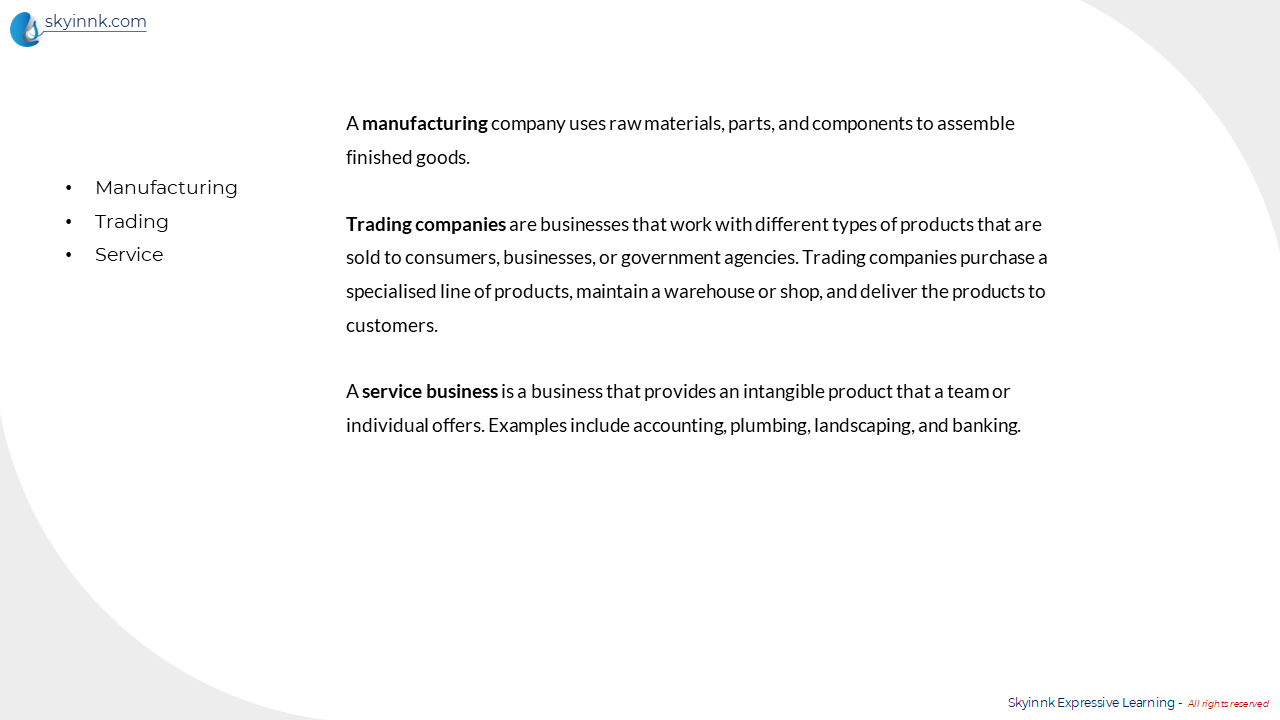 skyinnk.com
• Manufacturing
• Trading
• Service
A manufacturing company uses raw materials, parts, and components to assemble
finished goods.
Trading companies are businesses that work with different types of products that are
sold to consumers, businesses, or government agencies. Trading companies purchase a
specialised line of products, maintain a warehouse or shop, and deliver the products to
customers.
A service business is a business that provides an intangible product that a team or
individual offers. Examples include accounting, plumbing, landscaping, and banking.
Skyinnk Expressive Learning - All rights reserved